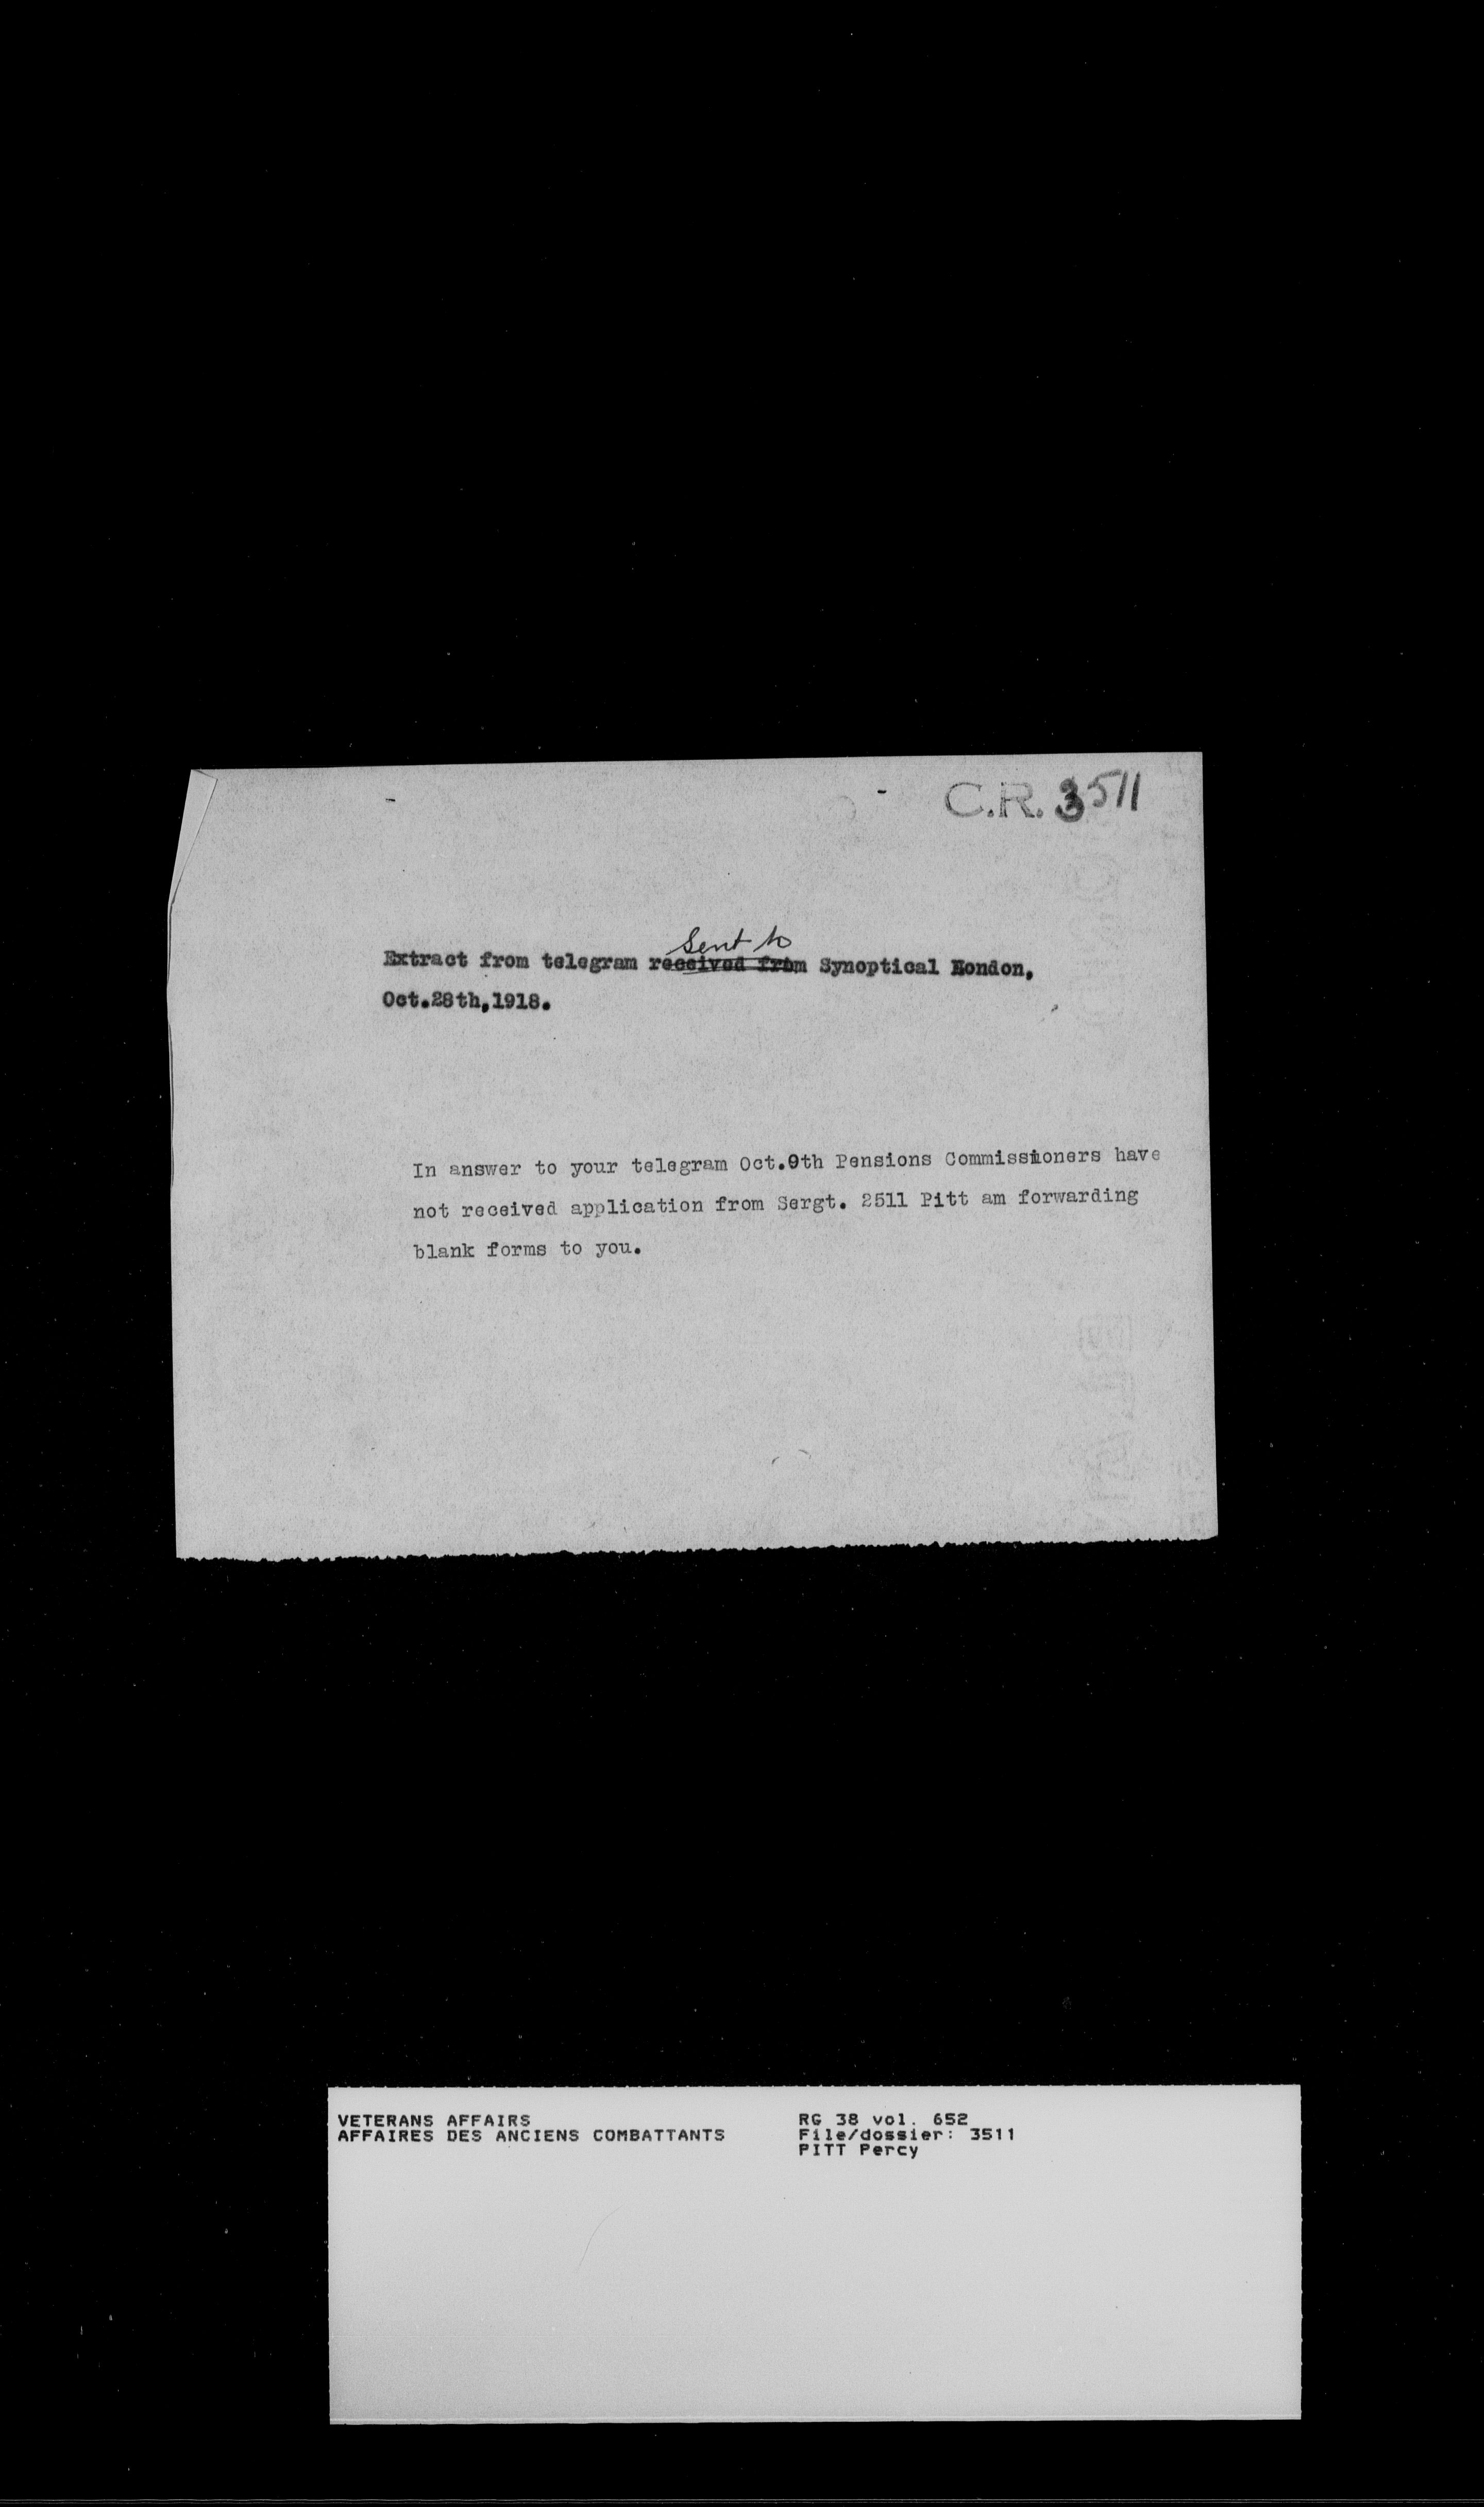 C.R. 3511
Sent to
Extract from telegram received from Synoptical London,
Oct.28th,1918.
In answer to your telegram Oct.9th Pensions Commissioners have
not received application from Sergt. 2511 Pitt am forwarding
blank forms to you.
VETERANS AFFAIRS
AFFAIRES DES ANCIENS COMBATTANTS
RG 38 vol. 652
File/dossier: 3511
PITT Percy